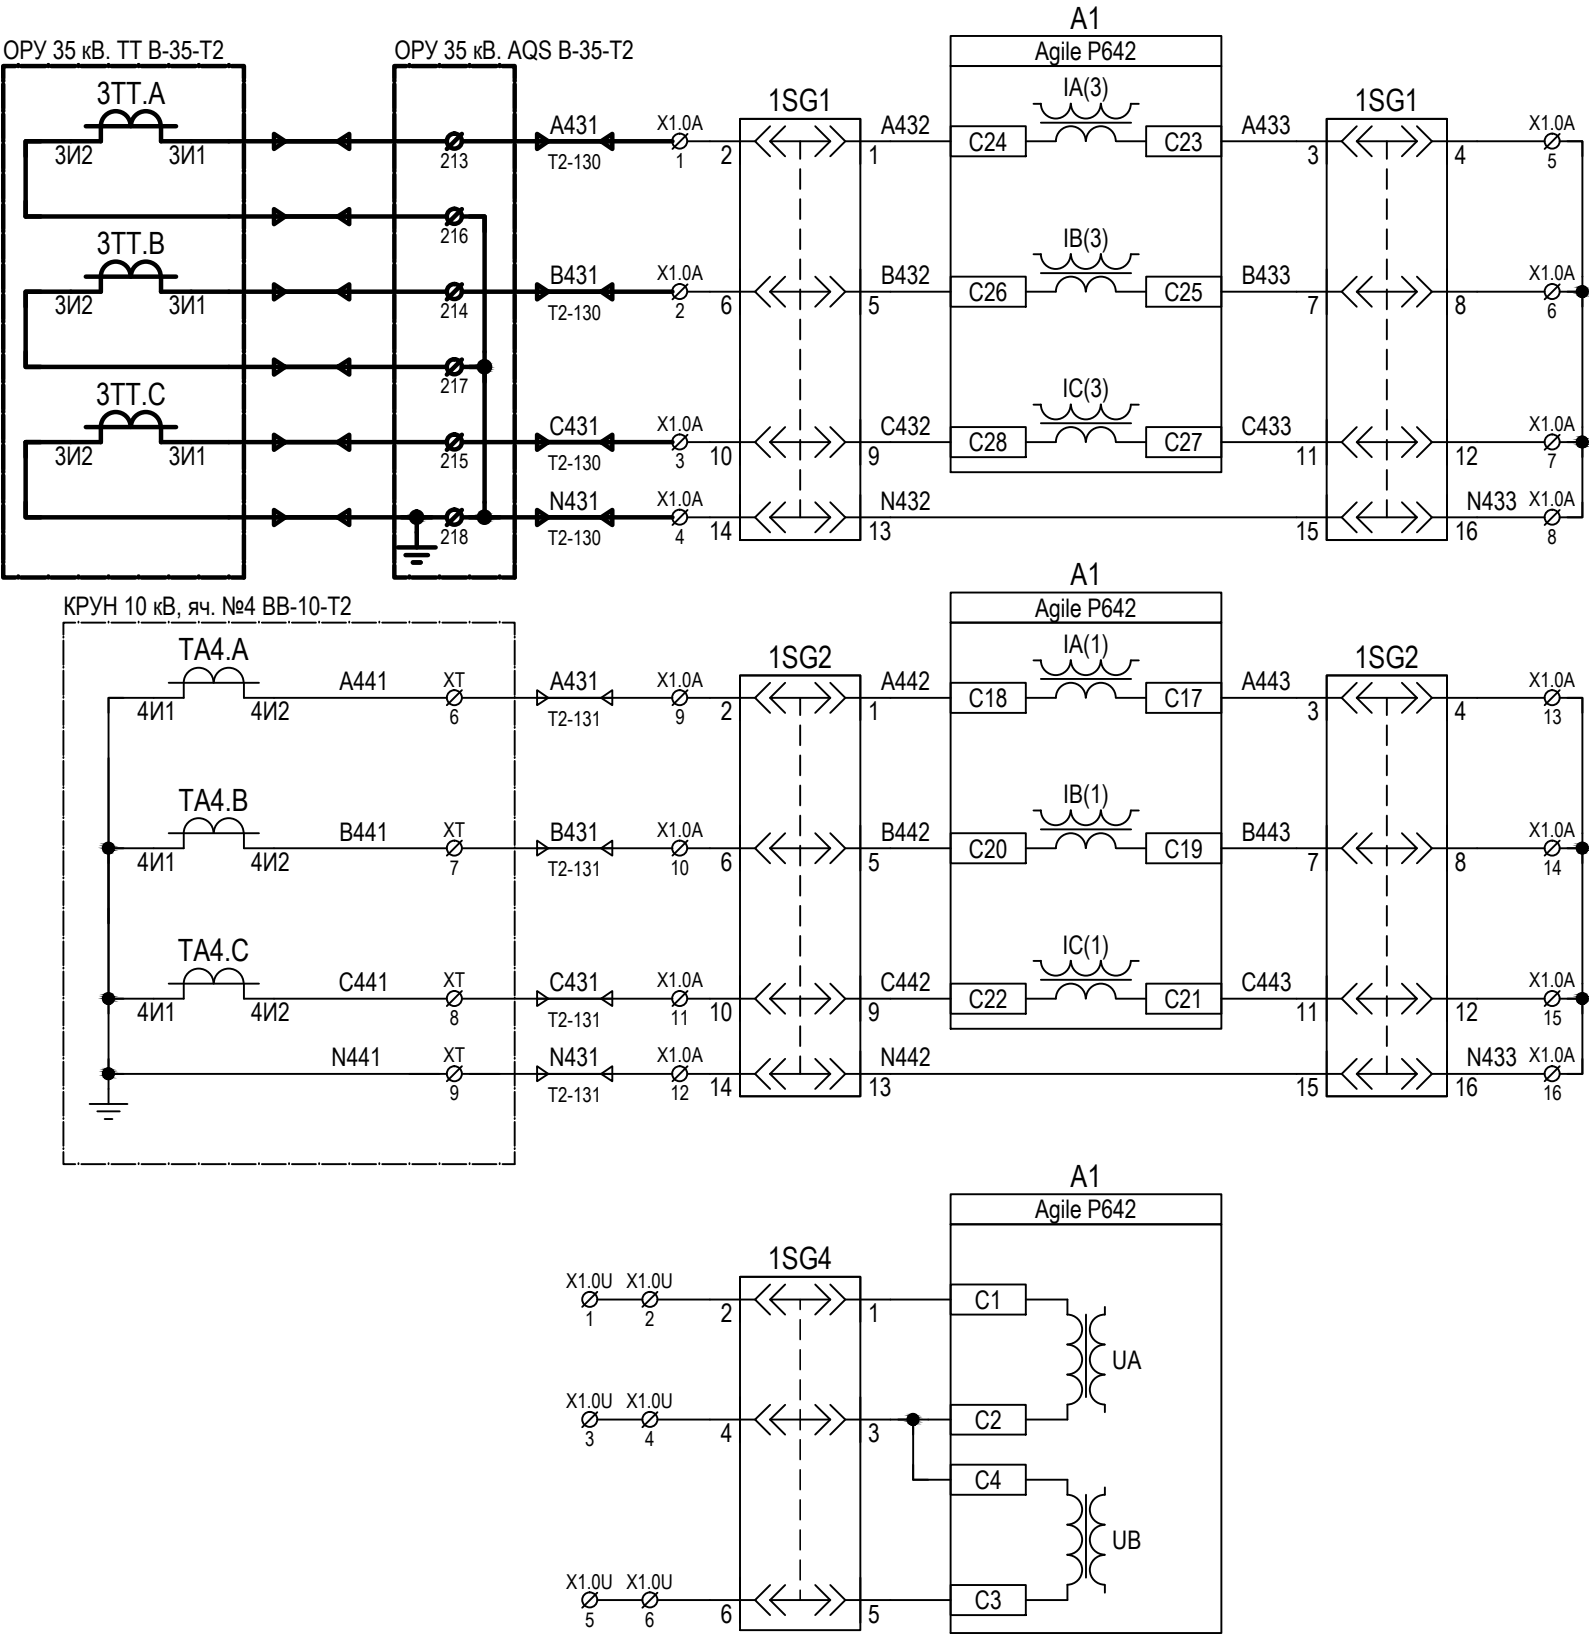 A1
ОРУ 35 кВ. ТТ В-35-Т2
ОРУ 35 кВ. AQS В-35-Т2
Agile P642
3ТТ.А
1SG1
IA(3)
1SG1
A431
X1.0A
A432
C24
C23
A433
X1.0A
3И2
3И1
213
T2-130
1
2
1
3
4
5
216
3ТТ.В
IB(3)
B431
X1.0A
B432
C26
C25
B433
X1.0A
3И2
3И1
214
T2-130
2
6
5
7
8
6
217
3ТТ.С
IC(3)
C431
X1.0A
C432
C28
C27
C433
X1.0A
3И2
3И1
215
T2-130
3
10
9
11
12
7
N431
X1.0A
N432
N433
X1.0A
218
T2-130
4
14
13
15
16
8
A1
КРУН 10 кВ, яч. №4 ВВ-10-Т2
Agile P642
ТА4.А
1SG2
IA(1)
1SG2
A441
XT
A431
X1.0A
A442
C18
C17
A443
X1.0A
4И1
4И2
6
T2-131
9
2
1
3
4
13
ТА4.В
IB(1)
B441
XT
B431
X1.0A
B442
C20
C19
B443
X1.0A
4И1
4И2
7
T2-131
10
6
5
7
8
14
ТА4.С
IC(1)
C441
XT
C431
X1.0A
C442
C22
C21
C443
X1.0A
4И1
4И2
8
T2-131
11
10
9
11
12
15
N441
XT
N431
X1.0A
N442
N433
X1.0A
9
T2-131
12
14
13
15
16
16
A1
Agile P642
1SG4
X1.0U
X1.0U
C1
1
2
2
1
UA
X1.0U
X1.0U
C2
3
4
4
3
C4
UB
X1.0U
X1.0U
C3
5
6
6
5